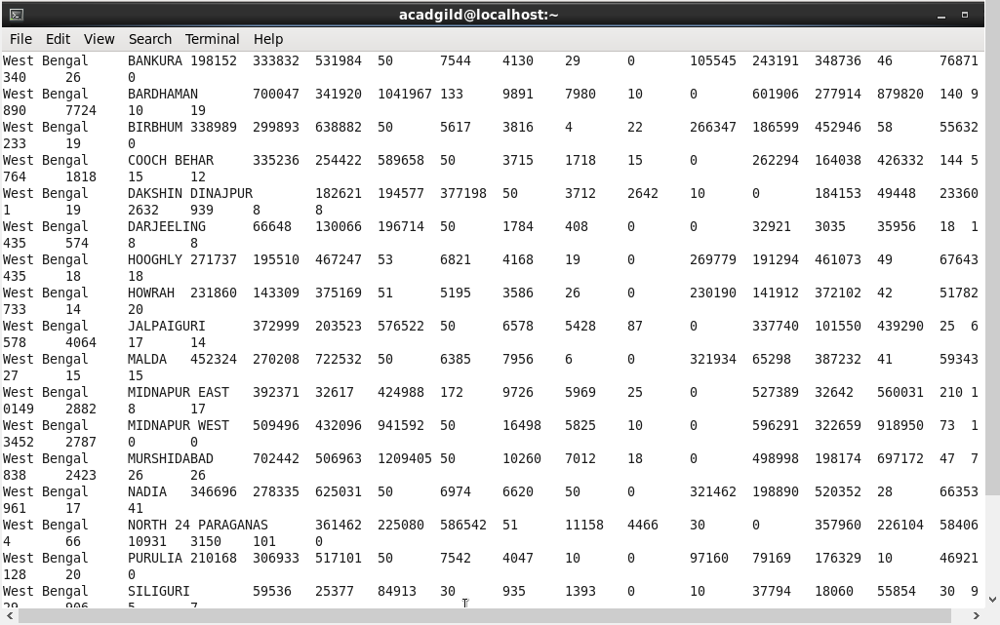 acadgild@localhost:~
File Edit View Search Terminal Help
West Bengal BANKURA 198152 333832 531984 50 7544 4130 29 0 105545 243191 348736 46 76871
340 26 0
West Bengal BARDHAMAN 700047 341920 1041967 133 9891 7980 10 0 601906 277914 879820 140 9
890 7724 10 19
West Bengal BIRBHUM 338989 299893 638882 50 5617 3816 4 22 266347 186599 452946 58 55632
233 19 0
West Bengal COOCH BEHAR 335236 254422 589658 50 3715 1718 15 0 262294 164038 426332 144 5
764 1818 15 12
West Bengal DAKSHIN DINAJPUR 182621 194577 377198 50 3712 2642 10 0 184153 49448 23360
1 19 2632 939 8 8
West Bengal DARJEELING 66648 130066 196714 50 1784 408 0 0 32921 3035 35956 18 1
435 574 8 8
West Bengal HOOGHLY 271737 195510 467247 53 6821 4168 19 0 269779 191294 461073 49 67643
435 18 18
West Bengal HOWRAH 231860 143309 375169 51 5195 3586 26 0 230190 141912 372102 42 51782
733 14 20
West Bengal JALPAIGURI 372999 203523 576522 50 6578 5428 87 0 337740 101550 439290 25 6
578 4064 17 14
West Bengal MALDA 452324 270208 722532 50 6385 7956 6 0 321934 65298 387232 41 59343
27 15 15
West Bengal MIDNAPUR EAST 392371 32617 424988 172 9726 5969 25 0 527389 32642 560031 210 1
0149 2882 8 17
West Bengal MIDNAPUR WEST 509496 432096 941592 50 16498 5825 10 0 596291 322659 918950 73 1
3452 2787 0 0
West Bengal MURSHIDABAD 702442 506963 1209405 50 10260 7012 18 0 498998 198174 697172 47 7
838 2423 26 26
West Bengal NADIA 346696 278335 625031 50 6974 6620 50 0 321462 198890 520352 28 66353
961 17 41
West Bengal NORTH 24 PARAGANAS 361462 225080 586542 51 11158 4466 30 0 357960 226104 58406
4 66 10931 3150 101 0
West Bengal PURULIA 210168 306933 517101 50 7542 4047 10 0 97160 79169 176329 10 46921
128 20 0
West Bengal SILIGURI 59536 25377 84913 30 935 1393 0 10 37794 18060 55854 30 9
29 906 5 7